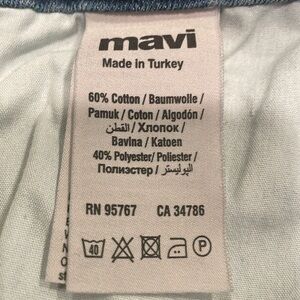 mavi
Made in Turkey
60% Cotton / Baumwolle /
Pamuk / Coton / Algodón /
القطن / Хлопок /
Bavlna / Katoen
40% Polyester/ Poliester /
Полиэстер / البوليستر
RN 95767 CA 34786
40 P